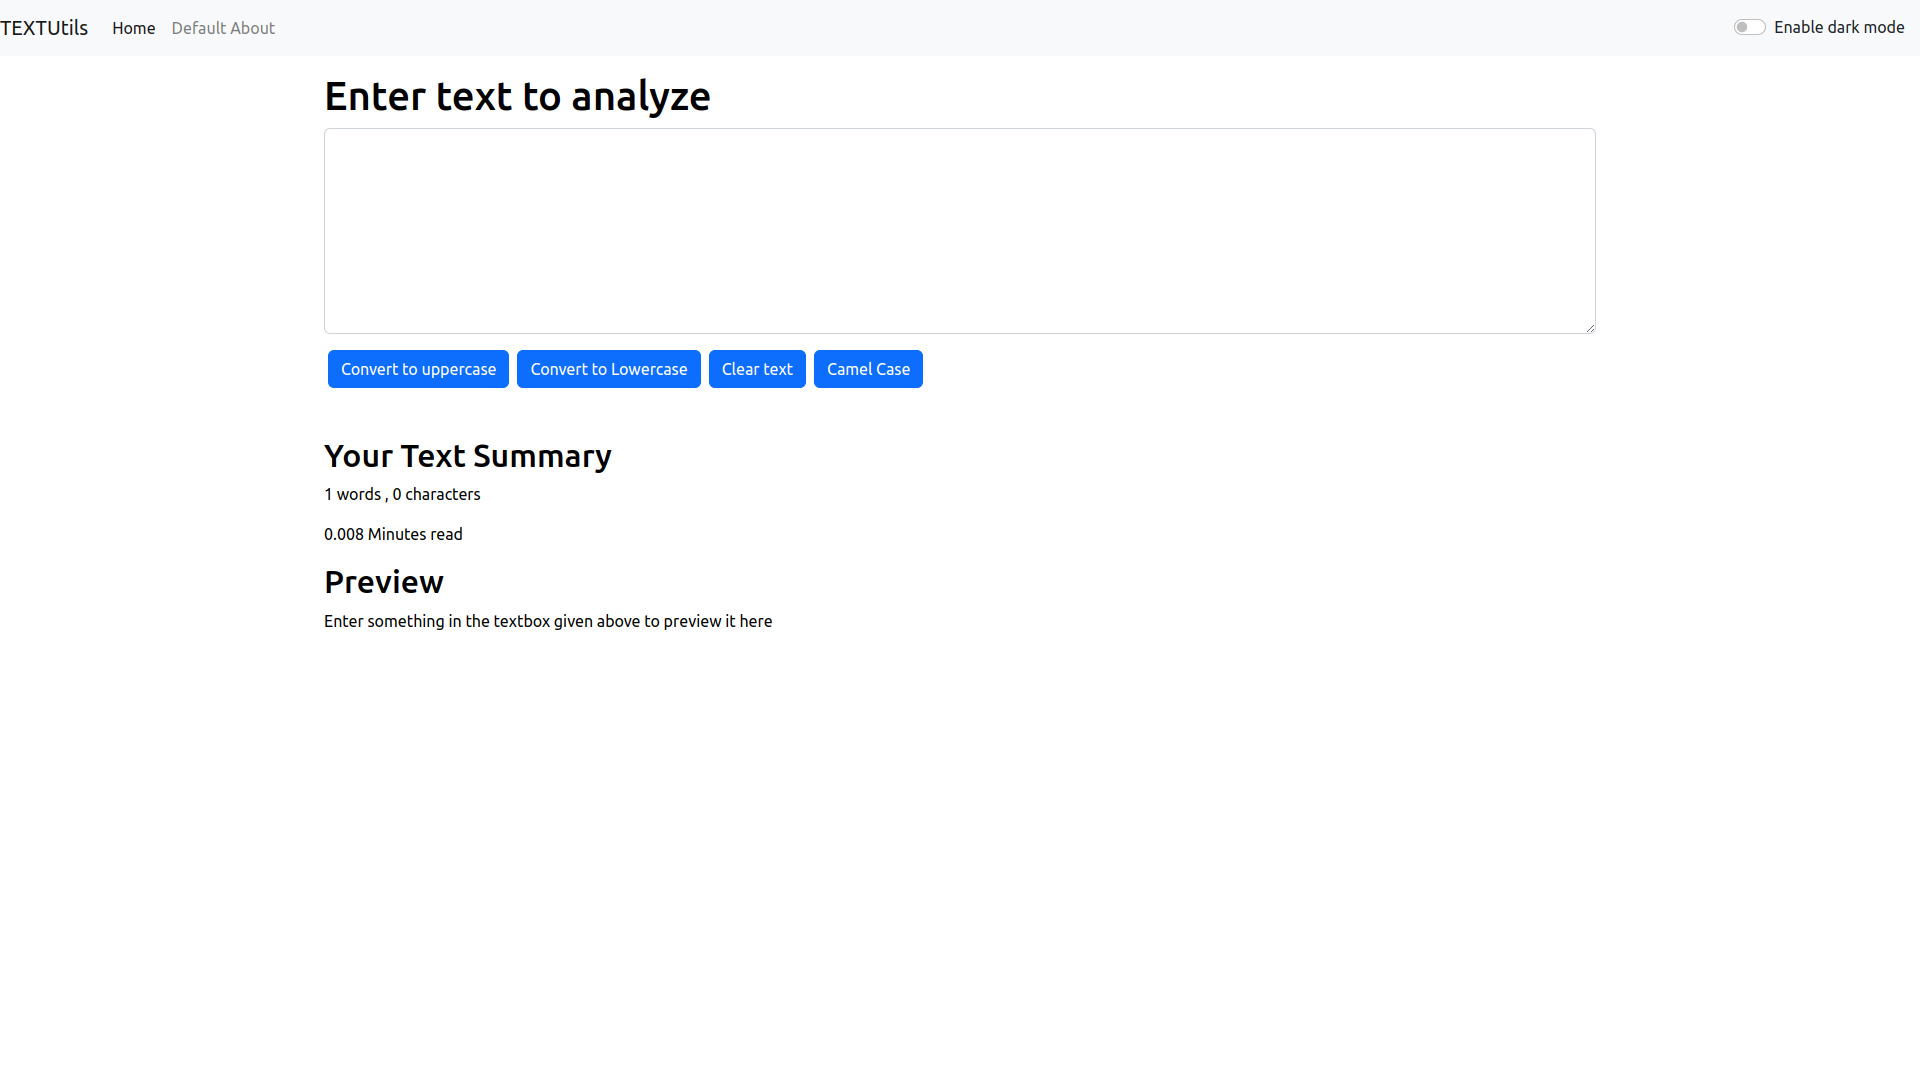 TEXTUtils Home Default About Enable dark mode
Enter text to analyze
Convert to uppercase Convert to Lowercase Clear text Camel Case
Your Text Summary
1 words , 0 characters
0.008 Minutes read
Preview
Enter something in the textbox given above to preview it here